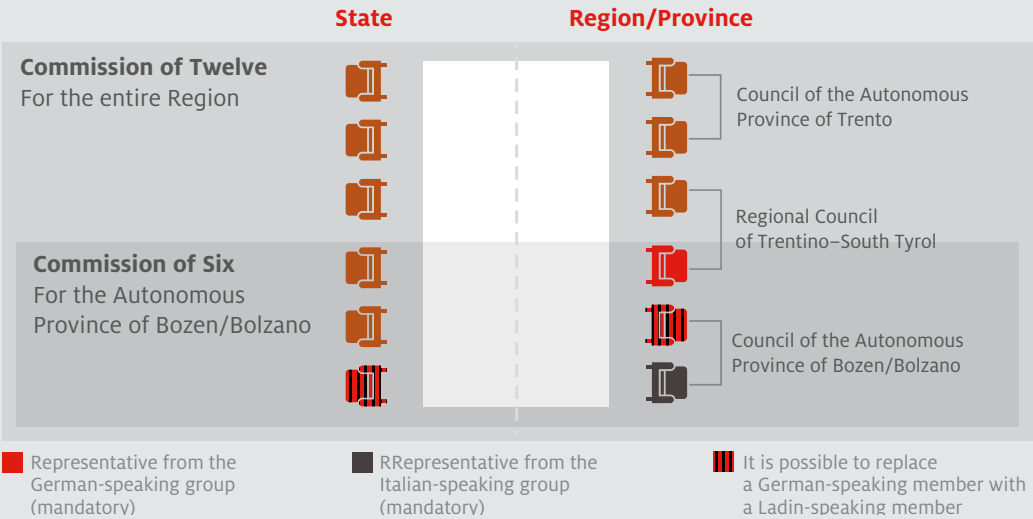 State
Region/Province
Commission of Twelve
For the entire Region
Council of the Autonomous
Province of Trento
Regional Council
of Trentino–South Tyrol
Commission of Six
For the Autonomous
Province of Bozen/Bolzano
Council of the Autonomous
Province of Bozen/Bolzano
Representative from the
German-speaking group
(mandatory)
RRepresentative from the
Italian-speaking group
(mandatory)
It is possible to replace
a German-speaking member with
a Ladin-speaking member